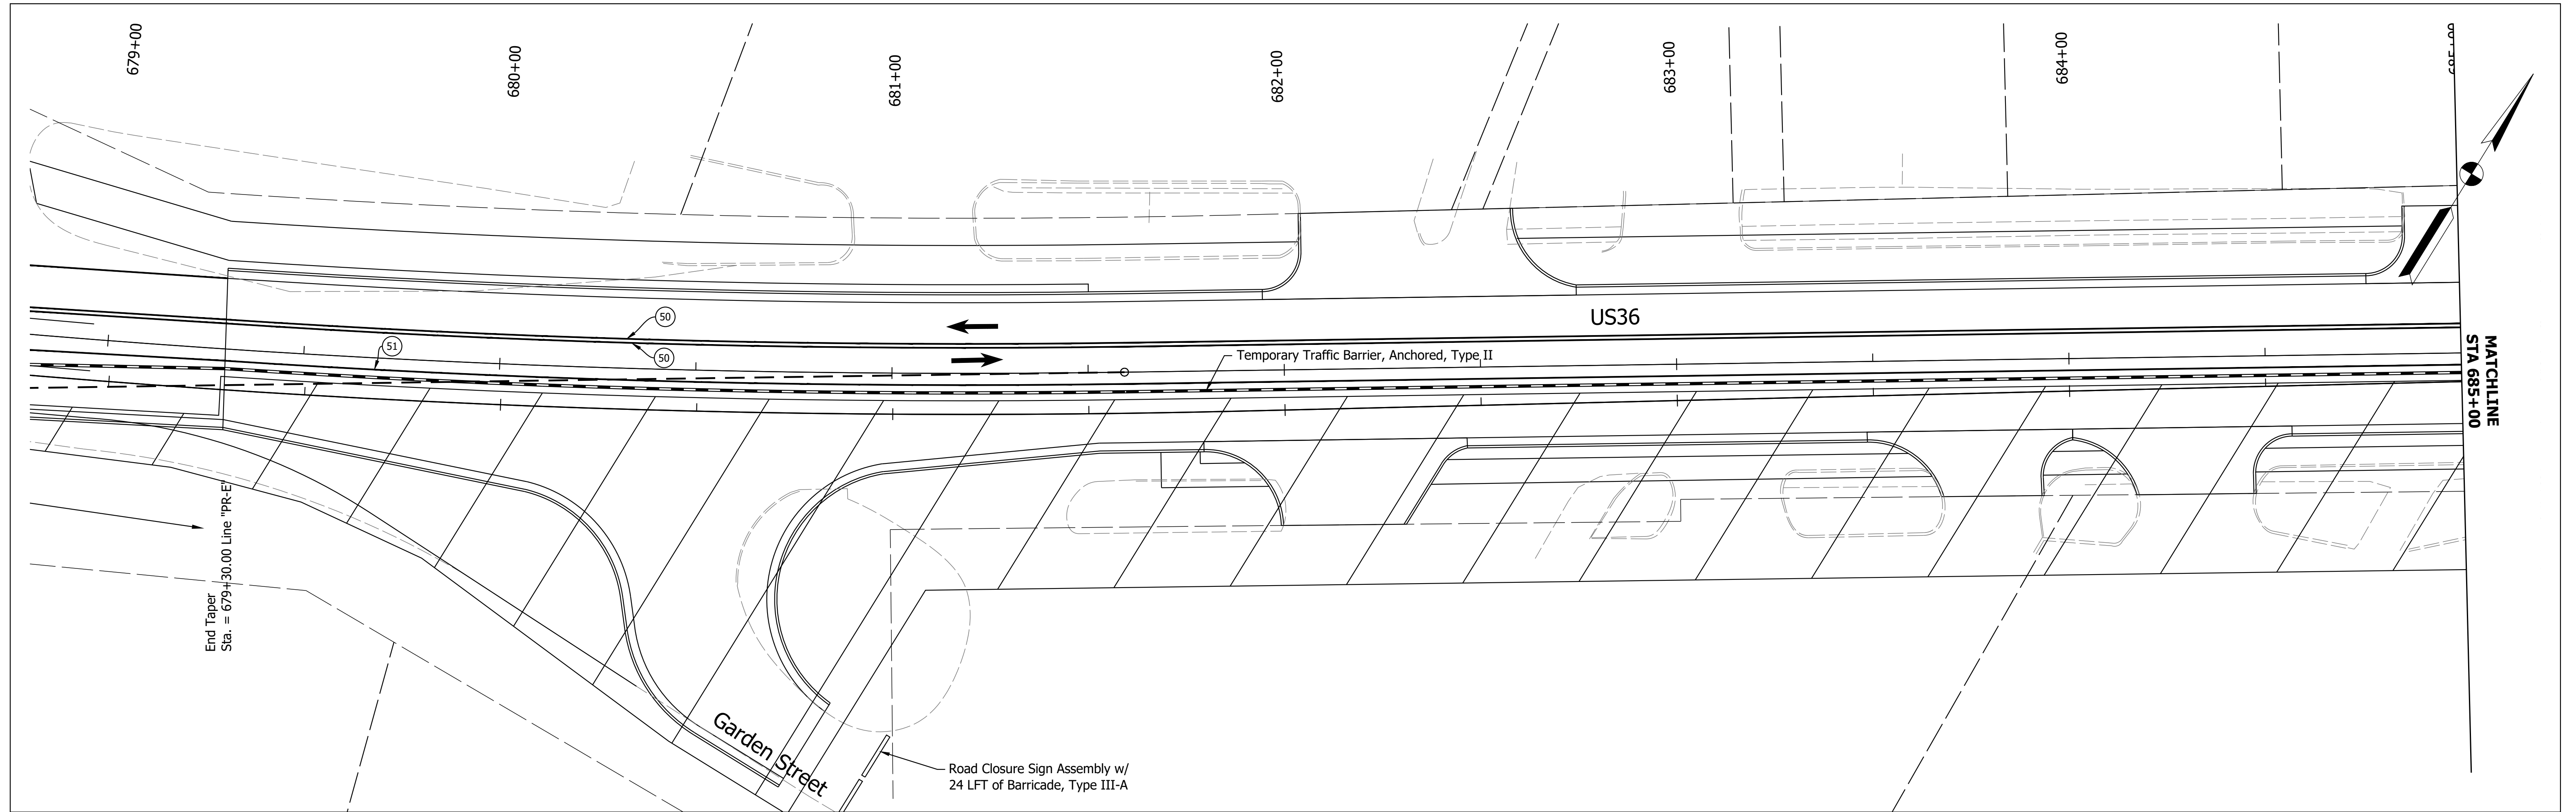 679+00
680+00
681+00
682+00
683+00
684+00
50
US36
51
50
Temporary Traffic Barrier, Anchored, Type II
MATCHLINE
STA 685+00
End Taper
Sta. = 679+30.00 Line "PR-E"
Garden Street
Road Closure Sign Assembly w/
24 LFT of Barricade, Type III-A